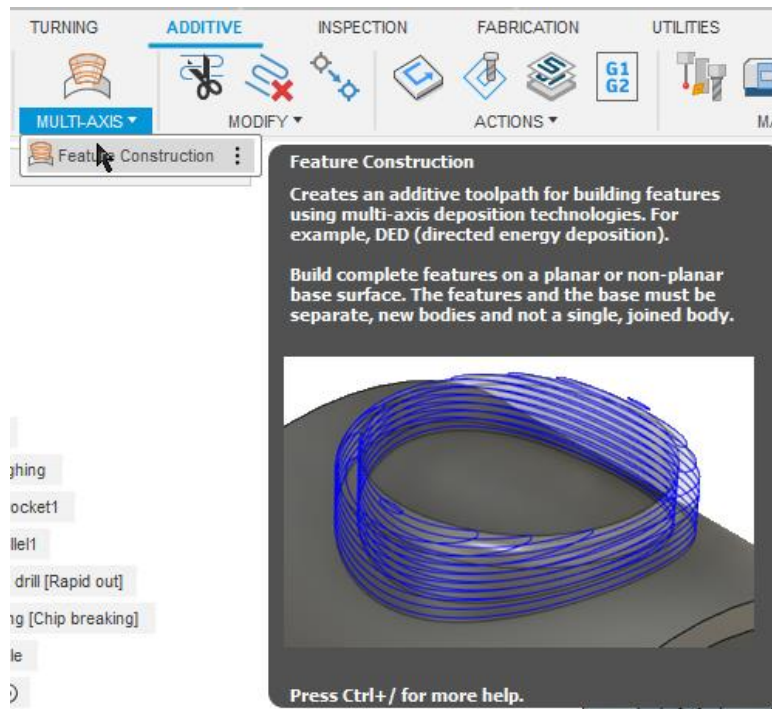 TURNING
ADDITIVE
INSPECTION
FABRICATION
UTILITIES
G1
G2
MULTI-AXIS
MODIFY
ACTIONS
Feature Construction
Feature Construction
Creates an additive toolpath for building features
using multi-axis deposition technologies. For
example, DED (directed energy deposition).
Build complete features on a planar or non-planar
base surface. The features and the base must be
separate, new bodies and not a single, joined body.
ghing
ocket1
llel1
drill [Rapid out]
ng [Chip breaking]
le
Press Ctrl+/ for more help.